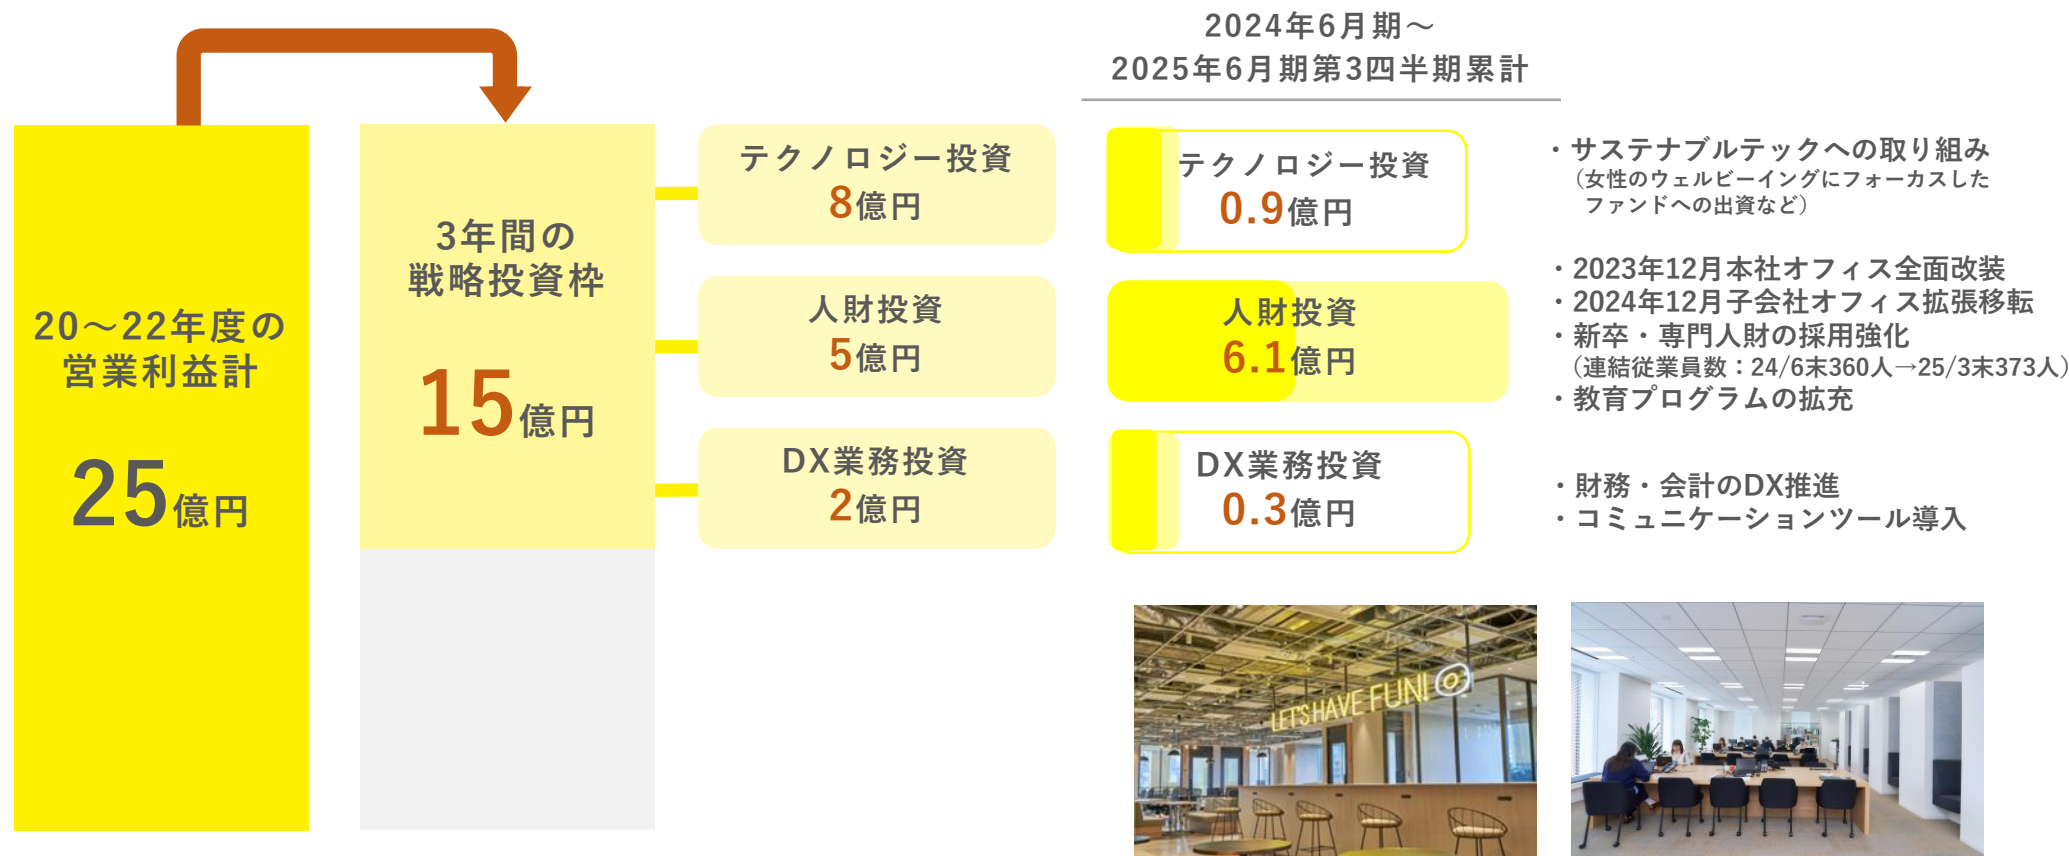 2024年6月期～
2025年6月期第3四半期累計
20～22年度の
営業利益計
25億円
3年間の
戦略投資枠
15億円
テクノロジー投資
8億円
人財投資
5億円
DX業務投資
2億円
テクノロジー投資
0.9億円
人財投資
6.1億円
DX業務投資
0.3億円
・サステナブルテックへの取り組み
（女性のウェルビーイングにフォーカスした
ファンドへの出資など）
・2023年12月本社オフィス全面改装
・2024年12月子会社オフィス拡張移転
・新卒・専門人財の採用強化
（連結従業員数：24/6末360人→25/3末373人）
・教育プログラムの拡充
・財務・会計のDX推進
・コミュニケーションツール導入
LET'S HAVE FUN!